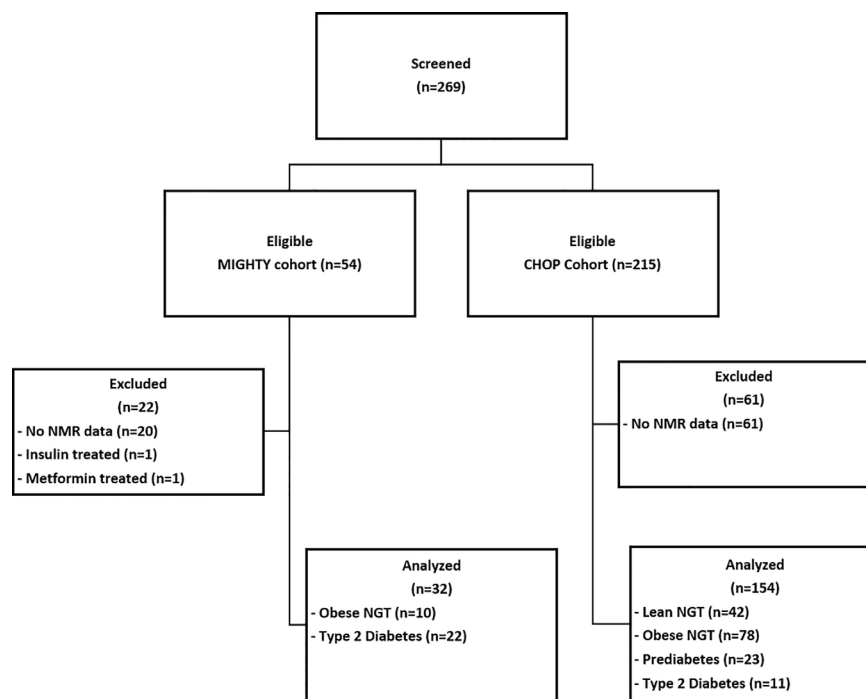 Screened
(n=269)
Eligible
MIGHTY cohort (n=54)
Eligible
CHOP Cohort (n=215)
Excluded
(n=22)
- No NMR data (n=20)
- Insulin treated (n=1)
- Metformin treated (n=1)
Excluded
(n=61)
- No NMR data (n=61)
Analyzed
(n=32)
- Obese NGT (n=10)
- Type 2 Diabetes (n=22)
Analyzed
(n=154)
- Lean NGT (n=42)
- Obese NGT (n=78)
- Prediabetes (n=23)
- Type 2 Diabetes (n=11)